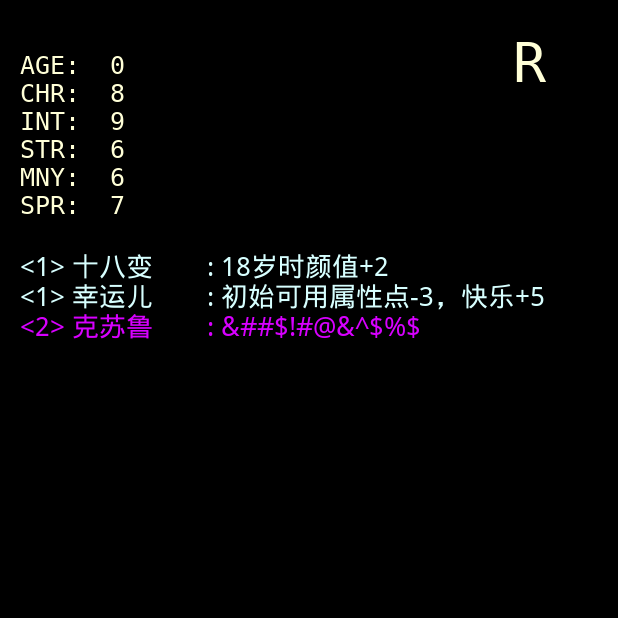 R
AGE: 0
CHR: 8
INT: 9
STR: 6
MNY: 6
SPR: 7
<1> 十八变 : 18岁时颜值+2
<1> 幸运儿 : 初始可用属性点-3，快乐+5
<2> 克苏鲁 : &##$!#@&^$%$